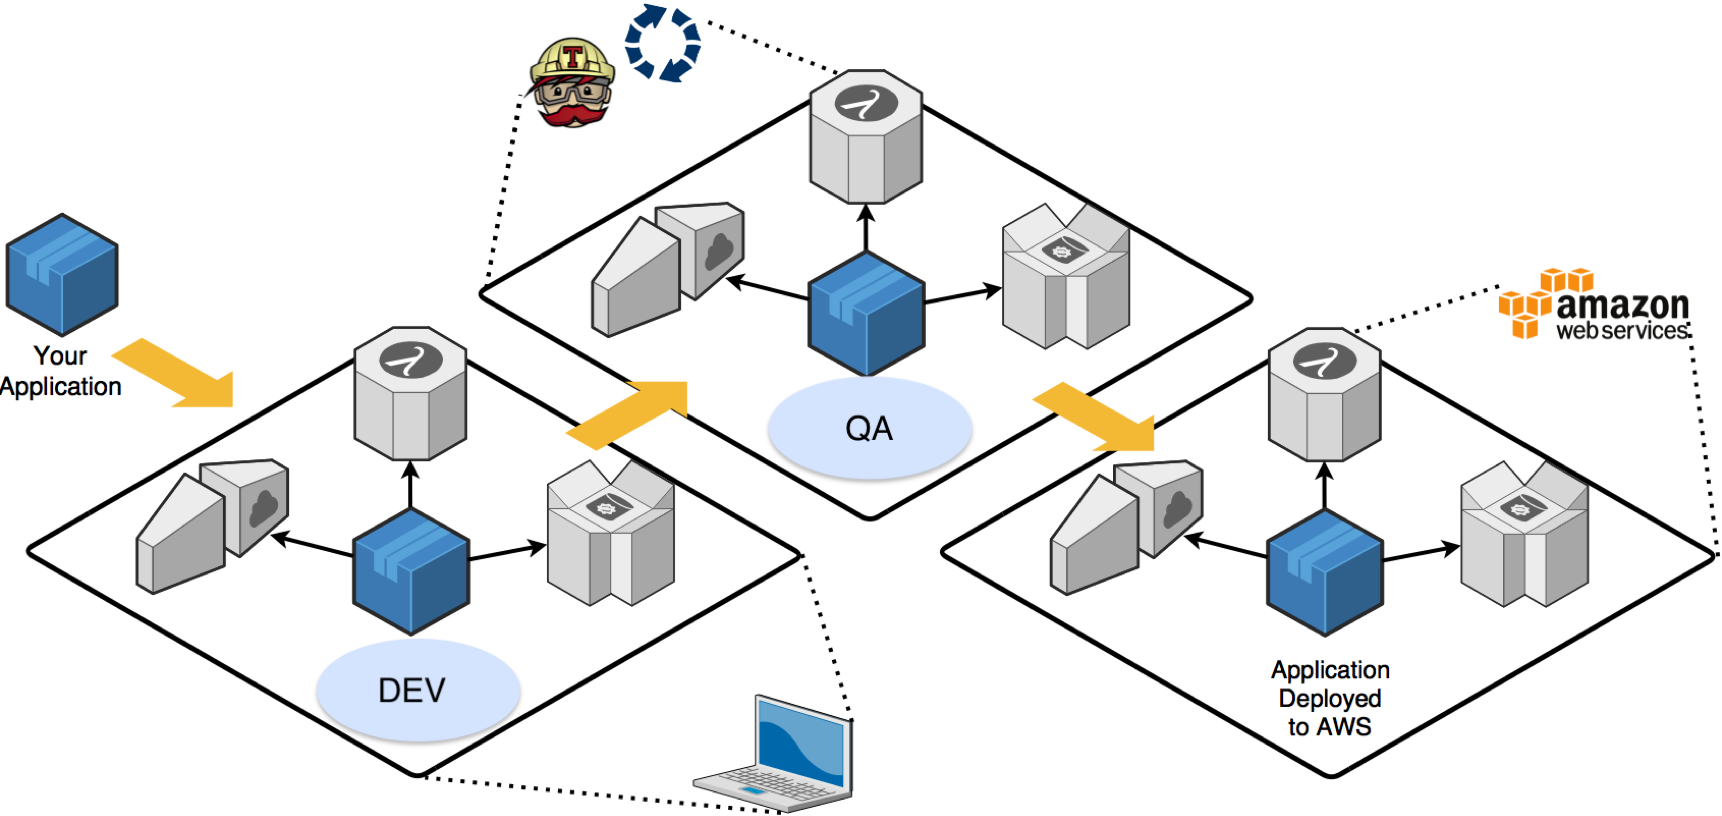 T
λ
Your
Application
λ
QA
DEV
amazon
web services
λ
Application
Deployed
to AWS